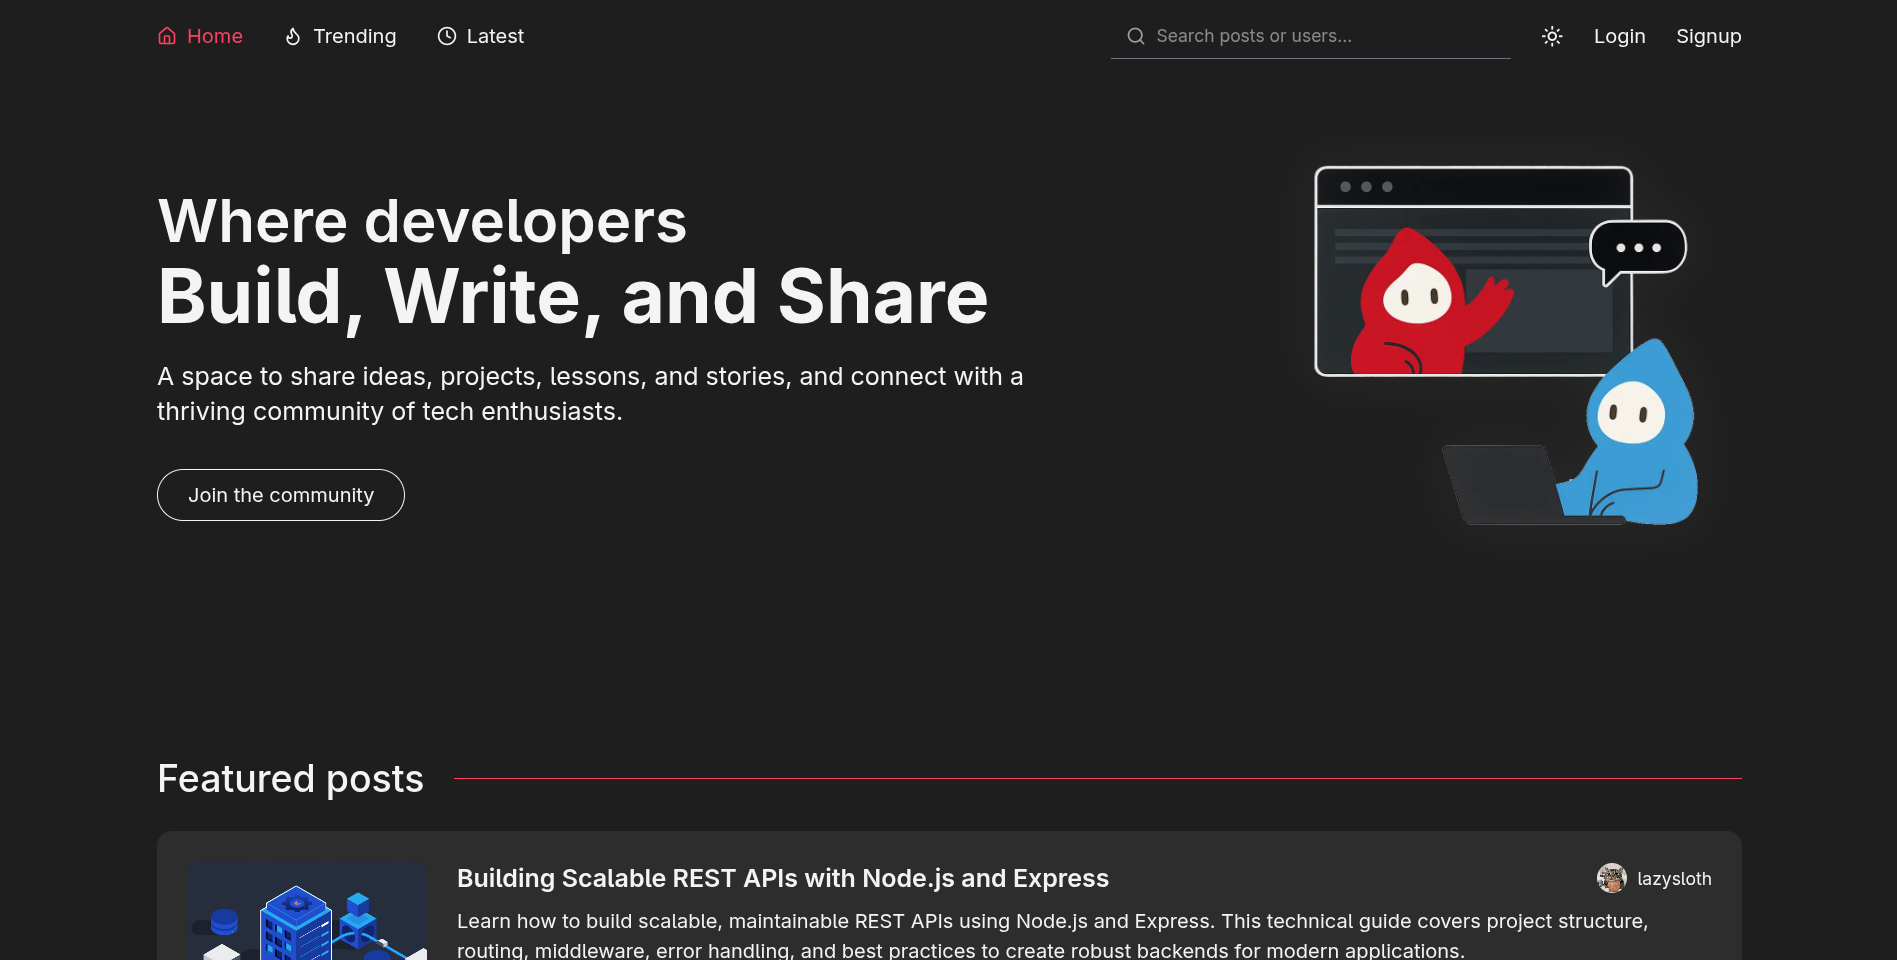 Home Trending Latest Search posts or users... Login Signup
Where developers
Build, Write, and Share
A space to share ideas, projects, lessons, and stories, and connect with a
thriving community of tech enthusiasts.
Join the community
Featured posts
Building Scalable REST APIs with Node.js and Express lazysloth
Learn how to build scalable, maintainable REST APIs using Node.js and Express. This technical guide covers project structure,
routing, middleware, error handling, and best practices to create robust backends for modern applications.